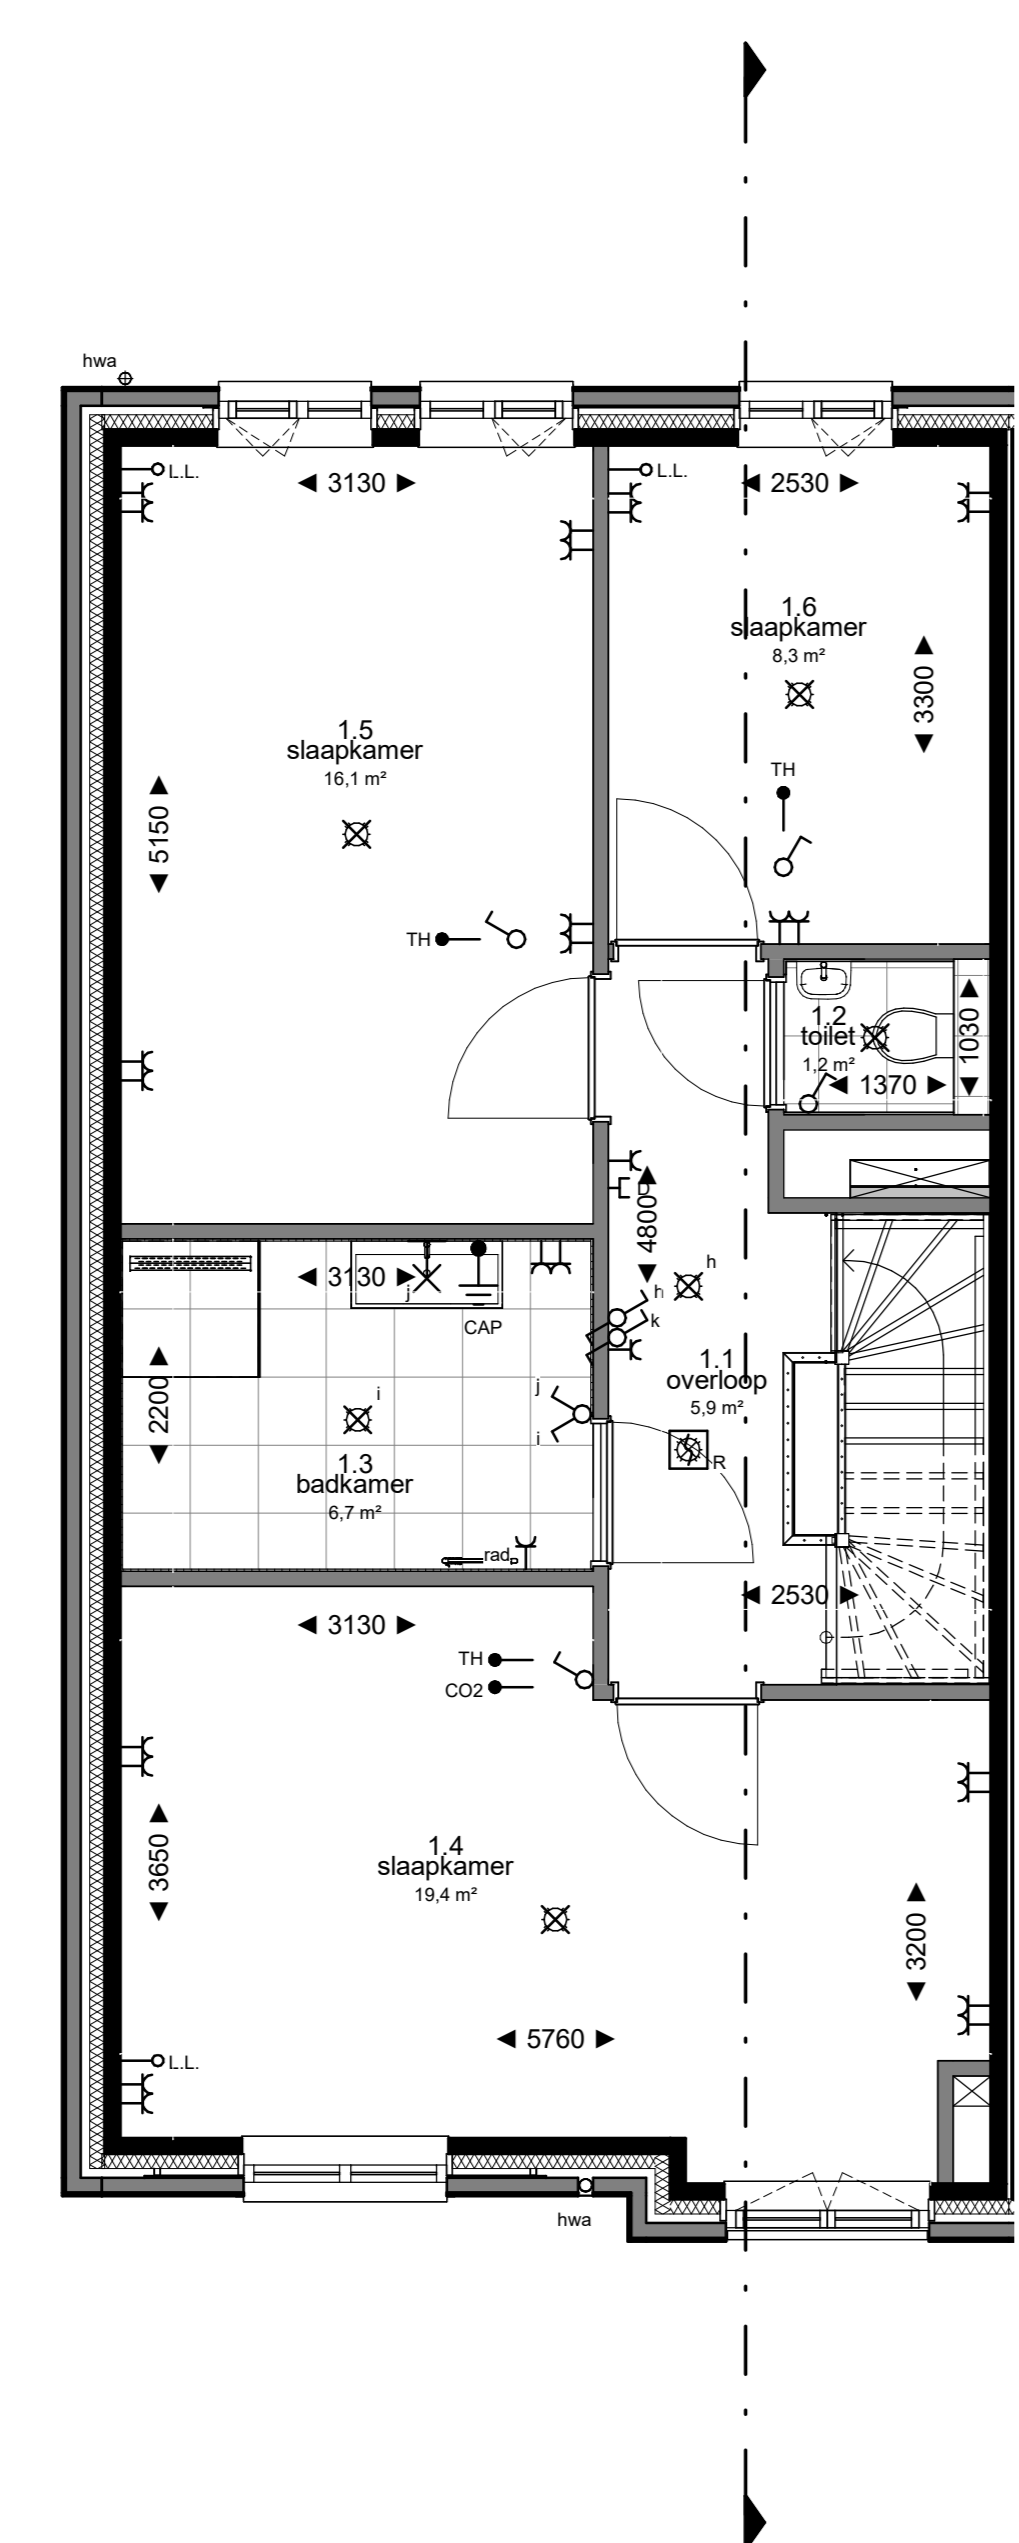 hwa
L.L.
3130
L.L.
2530
1.6
slaapkamer
8,3 m²
3300
1.5
slaapkamer
16,1 m²
TH
5150
TH
1.2
toilet
1,2 m²
1030
1370
4800
h
3130
j
h
CAP
k
1.1
overloop
5,9 m²
2200
j
i
i
R
1.3
badkamer
6,7 m²
rad.
2530
3130
TH
CO2
1.4
slaapkamer
19,4 m²
3650
3200
5760
L.L.
hwa